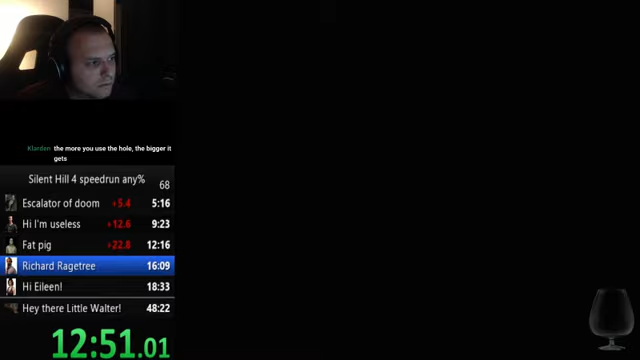 Klarden the more you use the hole, the bigger it
gets
Silent Hill 4 speedrun any%
68
Escalator of doom +5.4 5:16
Hi I'm useless +12.6 9:23
Fat pig +22.8 12:16
Richard Ragetree 16:09
Hi Eileen! 18:33
Hey there Little Walter! 48:22
12:51.01